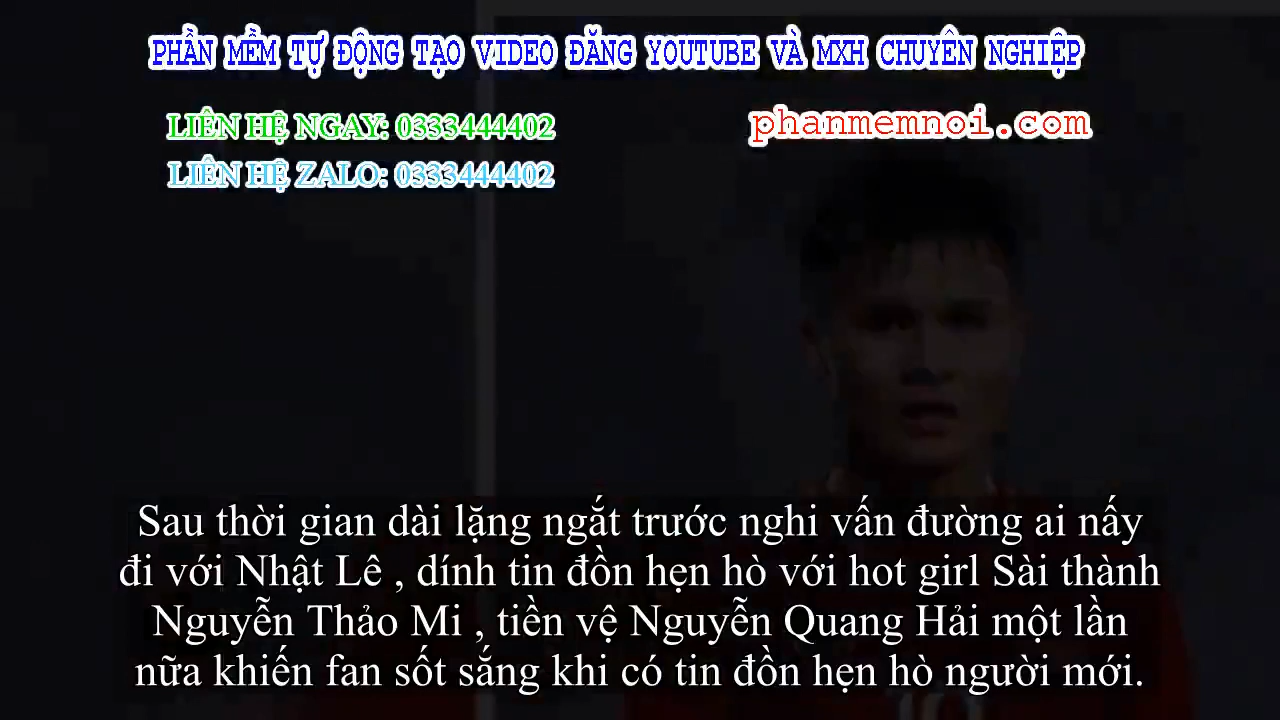 PHẦN MỀM TỰ ĐỘNG TẠO VIDEO ĐĂNG YOUTUBE VÀ MXH CHUYÊN NGHIỆP
LIÊN HỆ NGAY: 0333444402
phanmemnoi.com
LIÊN HỆ ZALO: 0333444402
Sau thời gian dài lặng ngắt trước nghi vấn đường ai nấy
đi với Nhật Lê , dính tin đồn hẹn hò với hot girl Sài thành
Nguyễn Thảo Mi , tiền vệ Nguyễn Quang Hải một lần
nữa khiến fan sốt sắng khi có tin đồn hẹn hò người mới.